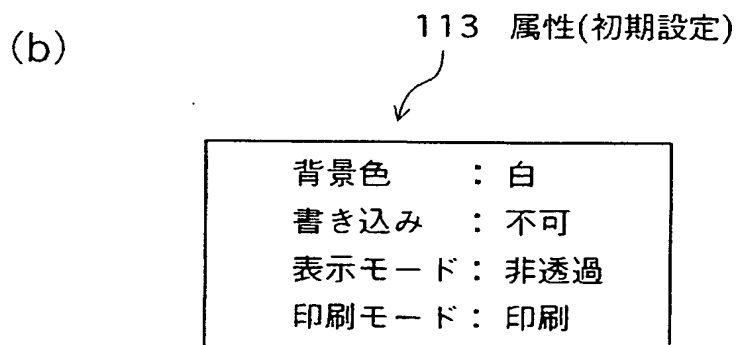 (b)
113 属性(初期設定)
背景色 : 白
書き込み : 不可
表示モード : 非透過
印刷モード : 印刷